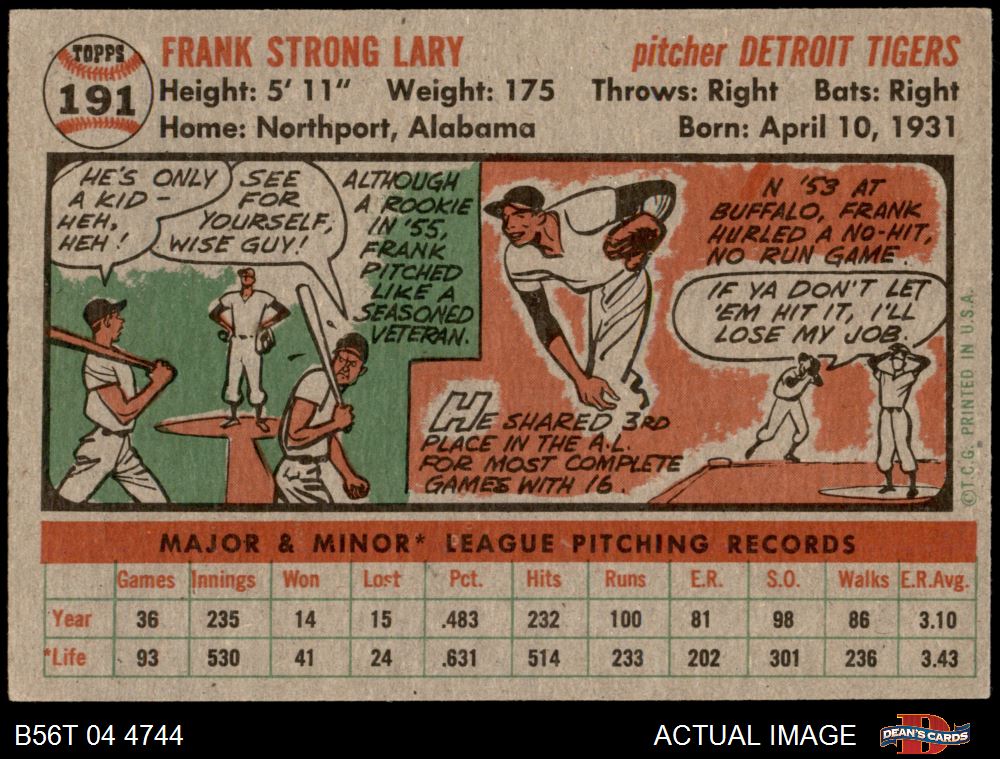 TOPPS
191
FRANK STRONG LARY
pitcher DETROIT TIGERS
Height: 5' 11" Weight: 175 Throws: Right Bats: Right
Home: Northport, Alabama Born: April 10, 1931
HE'S ONLY
A KID-
HEH,
HEH!
SEE
FOR
YOURSELF,
WISE GUY!
ALTHOUGH
A ROOKIE
IN '55,
FRANK
PITCHED
LIKE A
SEASONED
VETERAN.
HE SHARED 3RD
PLACE IN THE A.L.
FOR MOST COMPLETE
GAMES WITH 16.
N '53 AT
BUFFALO, FRANK
HURLED A NO-HIT,
NO RUN GAME.
IF YA DON'T LET
'EM HIT IT, I'LL
LOSE MY JOB.
©T.C.G. PRINTED IN U.S.A.
MAJOR & MINOR* LEAGUE PITCHING RECORDS
Games Innings Won Lost Pct. Hits Runs E.R. S.O. Walks E.R.Avg.
Year 36 235 14 15 .483 232 100 81 98 86 3.10
*Life 93 530 41 24 .631 514 233 202 301 236 3.43
B56T 04 4744
ACTUAL IMAGE
D
DEAN'S CARDS